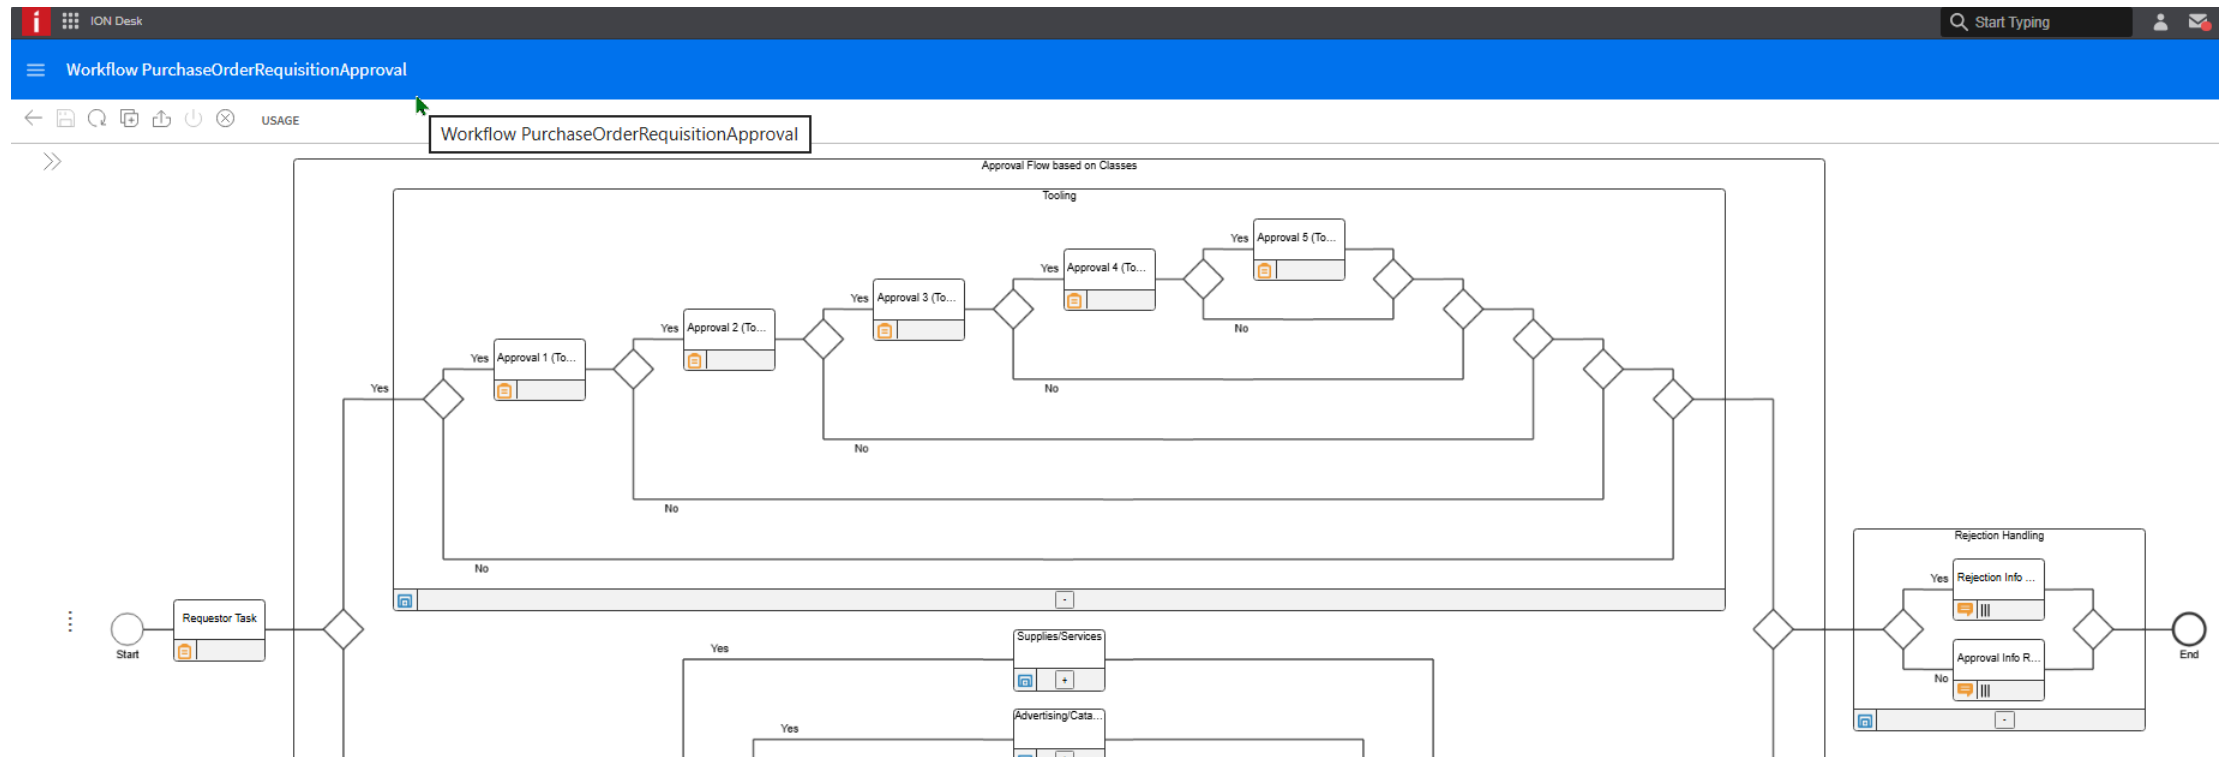 ION Desk
Start Typing
Workflow PurchaseOrderRequisitionApproval
USAGE
Workflow PurchaseOrderRequisitionApproval
Approval Flow based on Classes
Tooling
Yes
Approval 5 (To...
Yes
Approval 4 (To...
No
Yes
Approval 3 (To...
No
Yes
Approval 2 (To...
No
Yes
Approval 1 (To...
No
Yes
No
Start
Requestor Task
Yes
Supplies/Services
Yes
Advertising/Cata...
Rejection Handling
Yes
Rejection Info ...
No
Approval Info R...
End